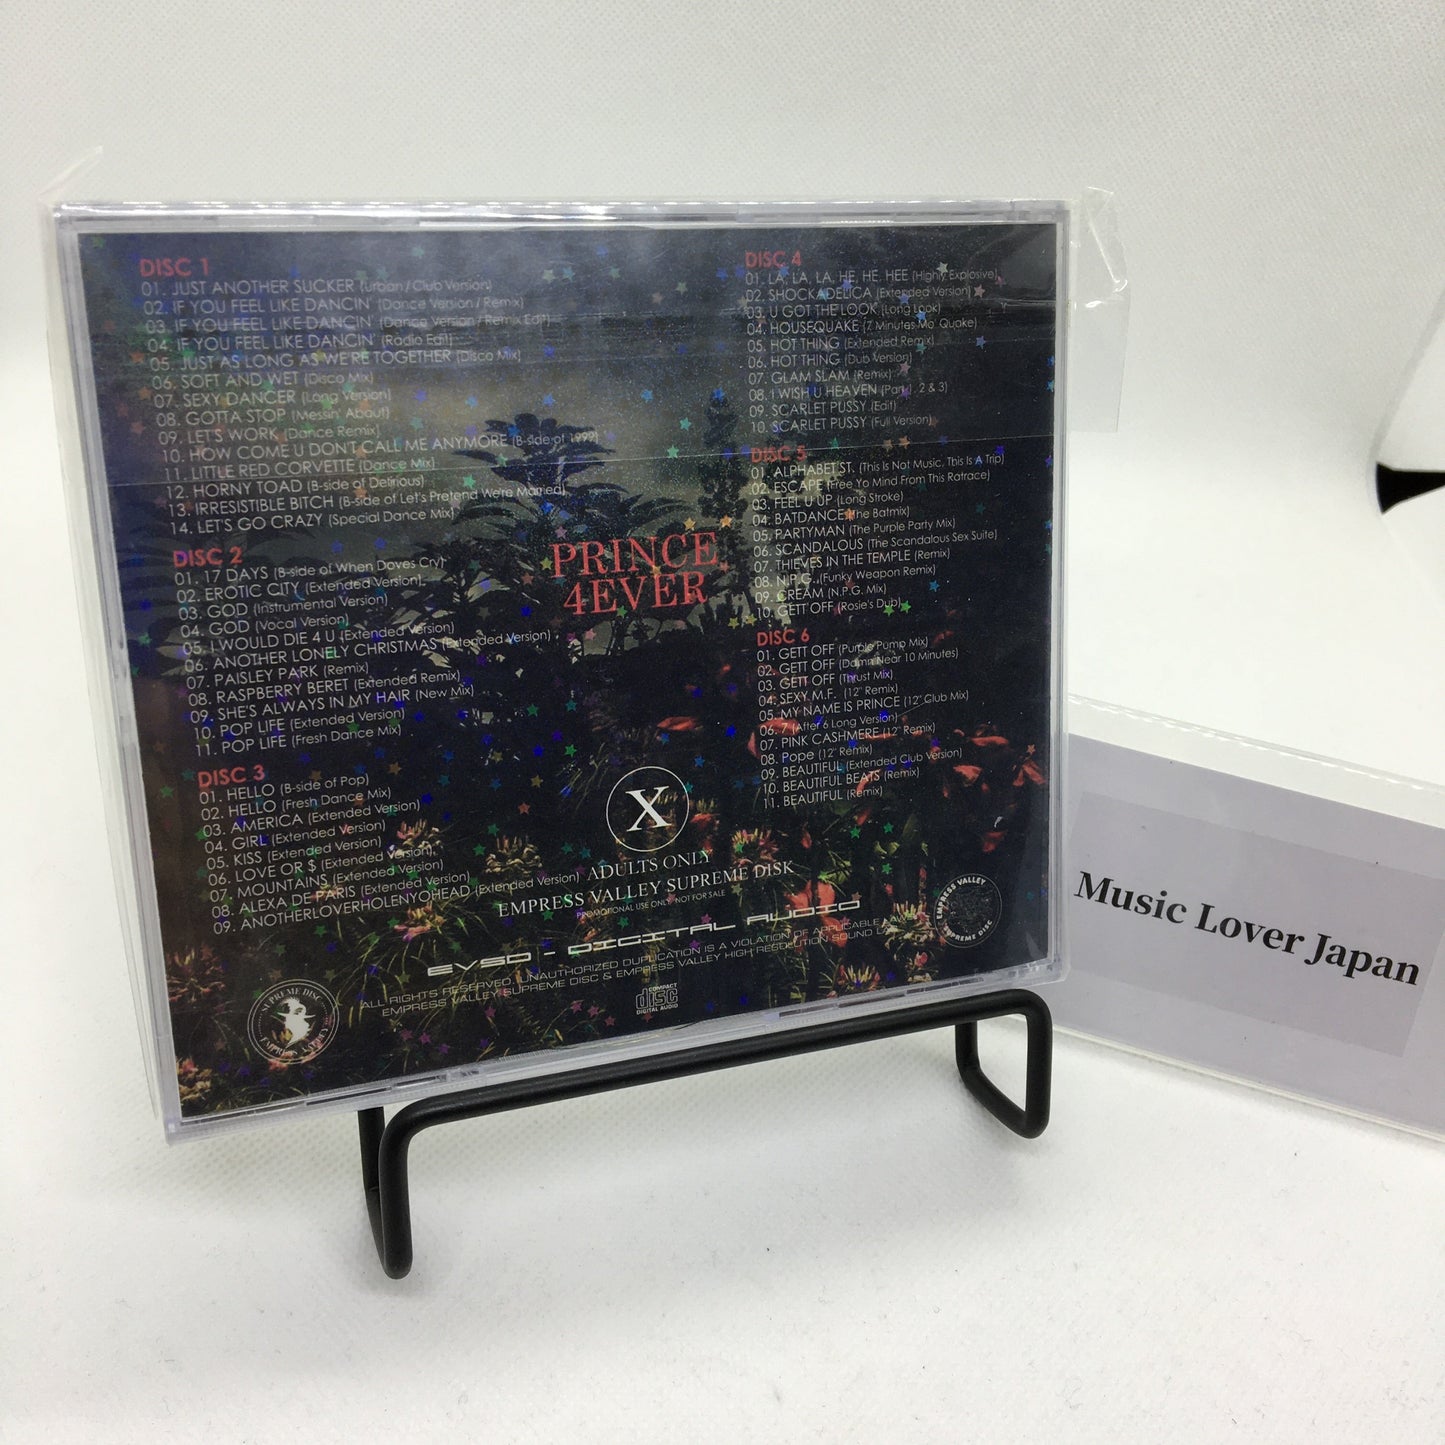 DISC 1
01. JUST ANOTHER SUCKER (Urban / Club Version)
02. IF YOU FEEL LIKE DANCIN' (Dance Version / Remix)
03. IF YOU FEEL LIKE DANCIN' (Dance Version / Remix Edit)
04. IF YOU FEEL LIKE DANCIN' (Radio Edit)
05. JUST AS LONG AS WE'RE TOGETHER (Disco Mix)
06. SOFT AND WET (Disco Mix)
07. SEXY DANCER (Long Version)
08. GOTTA STOP (Messin' About)
09. LET'S WORK (Dance Remix)
10. HOW COME U DON'T CALL ME ANYMORE (B-side of 1999)
11. LITTLE RED CORVETTE (Dance Mix)
12. HORNY TOAD (B-side of Delirious)
13. IRRESISTIBLE BITCH (B-side of Let's Pretend We're Married)
14. LET'S GO CRAZY (Special Dance Mix)
DISC 2
01. 17 DAYS (B-side of When Doves Cry)
02. EROTIC CITY (Extended Version)
03. GOD (Instrumental Version)
04. GOD (Vocal Version)
05. I WOULD DIE 4 U (Extended Version)
06. ANOTHER LONELY CHRISTMAS (Extended Version)
07. PAISLEY PARK (Remix)
08. RASPBERRY BERET (Extended Remix)
09. SHE'S ALWAYS IN MY HAIR (New Mix)
10. POP LIFE (Extended Version)
11. POP LIFE (Fresh Dance Mix)
DISC 3
01. HELLO (B-side of Pop)
02. HELLO (Fresh Dance Mix)
03. AMERICA (Extended Version)
04. GIRL (Extended Version)
05. KISS (Extended Version)
06. LOVE OR $ (Extended Version)
07. MOUNTAINS (Extended Version)
08. ALEXA DE PARIS (Extended Version)
09. ANOTHERLOVERHOLENYOHEAD (Extended Version)
DISC 4
01. LA, LA, LA, HE, HE, HEE (Highly Explosive)
02. SHOCKADELICA (Extended Version)
03. U GOT THE LOOK (Long Look)
04. HOUSEQUAKE (7 Minutes Mo' Quake)
05. HOT THING (Extended Remix)
06. HOT THING (Dub Version)
07. GLAM SLAM (Remix)
08. I WISH U HEAVEN (Part 1, 2 & 3)
09. SCARLET PUSSY (Edit)
10. SCARLET PUSSY (Full Version)
DISC 5
01. ALPHABET ST. (This Is Not Music, This Is A Trip)
02. ESCAPE (Free Yo Mind From This Ratrace)
03. FEEL U UP (Long Stroke)
04. BATDANCE (The Batmix)
05. PARTYMAN (The Purple Party Mix)
06. SCANDALOUS (The Scandalous Sex Suite)
07. THIEVES IN THE TEMPLE (Remix)
08. N.P.G. (Funky Weapon Remix)
09. CREAM (N.P.G. Mix)
10. GETT OFF (Rosie's Dub)
DISC 6
01. GETT OFF (Purple Pump Mix)
02. GETT OFF (Damn Near 10 Minutes)
03. GETT OFF (Thrust Mix)
04. SEXY M.F. (12" Remix)
05. MY NAME IS PRINCE (12" Club Mix)
06. 7 (After 6 Long Version)
07. PINK CASHMERE (12" Remix)
08. Pope (12" Remix)
09. BEAUTIFUL (Extended Club Version)
10. BEAUTIFUL BEATS (Remix)
11. BEAUTIFUL (Remix)
PRINCE
4EVER
X
ADULTS ONLY
EMPRESS VALLEY SUPREME DISK
PROMOTIONAL USE ONLY NOT FOR SALE
EVSD - DIGITAL AUDIO
ALL RIGHTS RESERVED. UNAUTHORIZED DUPLICATION IS A VIOLATION OF APPLICABLE LAW
EMPRESS VALLEY SUPREME DISC & EMPRESS VALLEY HIGH RESOLUTION SOUND
COMPACT
disc
DIGITAL AUDIO
SUPREME DISC
EMPRESS VALLEY
EMPRESS VALLEY
SUPREME DISC
Music Lover Japan